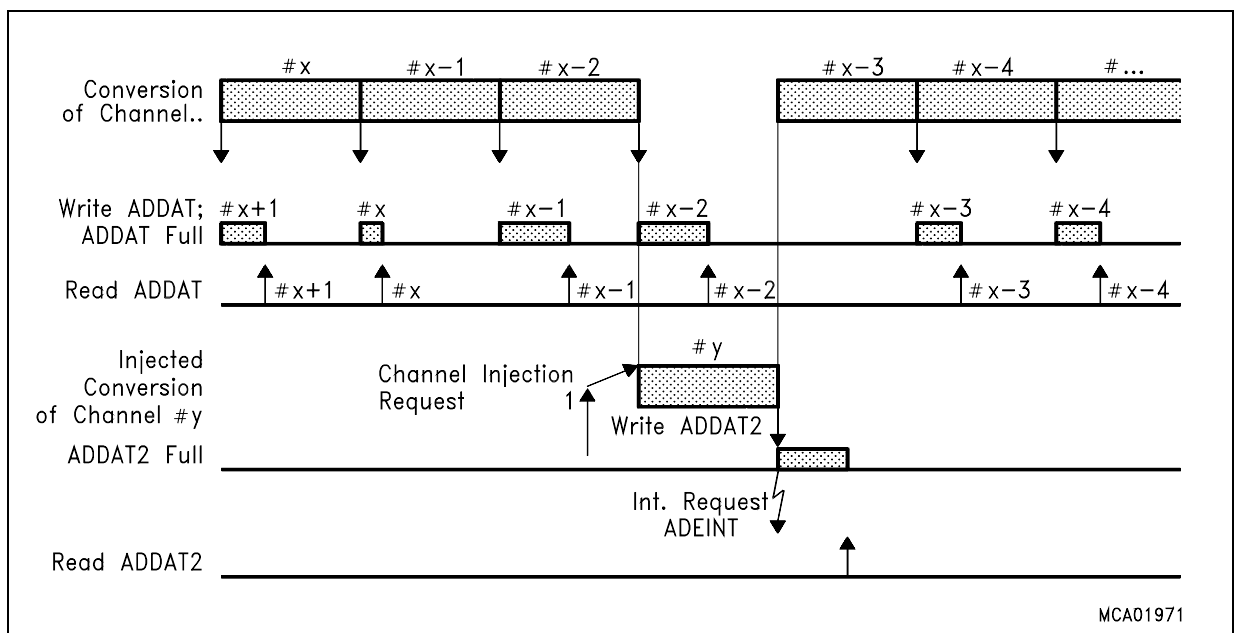 #x #x-1 #x-2 #x-3 #x-4 #...
Conversion
of Channel..
Write ADDAT; #x+1 #x #x-1 #x-2 #x-3 #x-4
ADDAT Full
Read ADDAT #x+1 #x #x-1 #x-2 #x-3 #x-4
Injected
Conversion
of Channel #y
#y
Channel Injection
Request 1
Write ADDAT2
ADDAT2 Full
Int. Request
ADEINT
Read ADDAT2
MCA01971